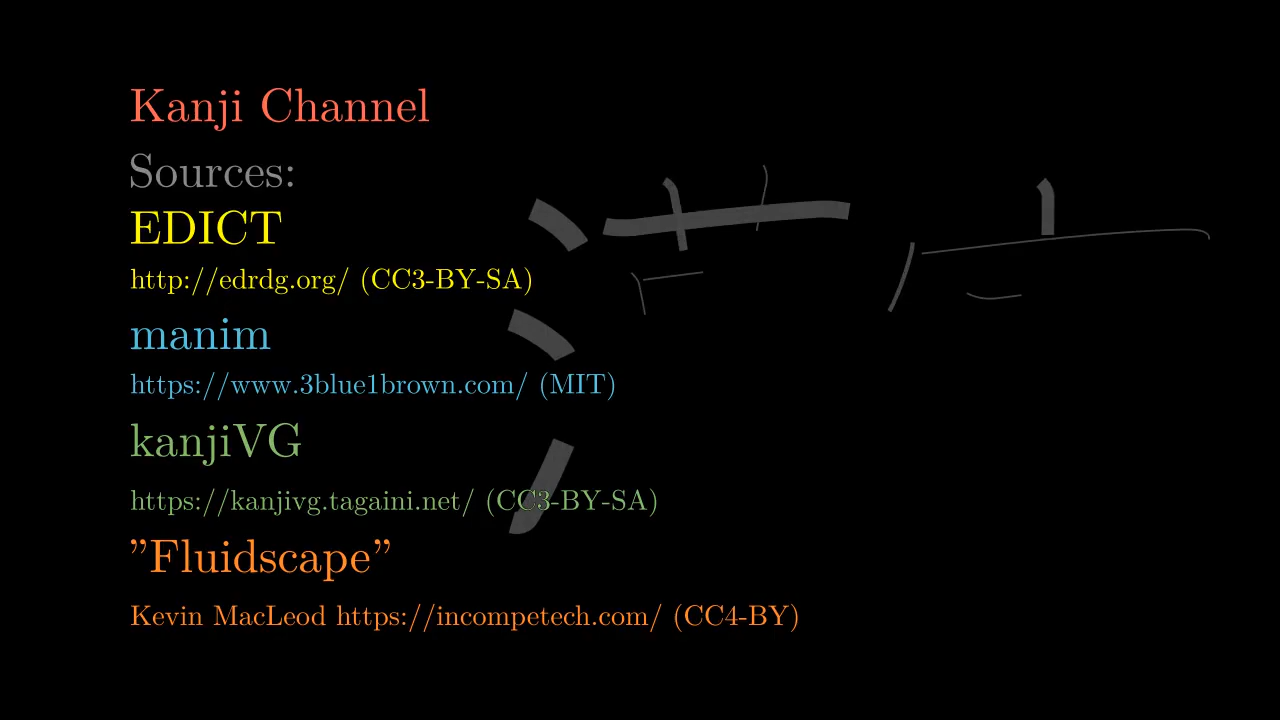 Kanji Channel
Sources:
EDICT
http://edrdg.org/ (CC3-BY-SA)
manim
https://www.3blue1brown.com/ (MIT)
kanjiVG
https://kanjivg.tagaini.net/ (CC3-BY-SA)
”Fluidscape”
Kevin MacLeod https://incompetech.com/ (CC4-BY)